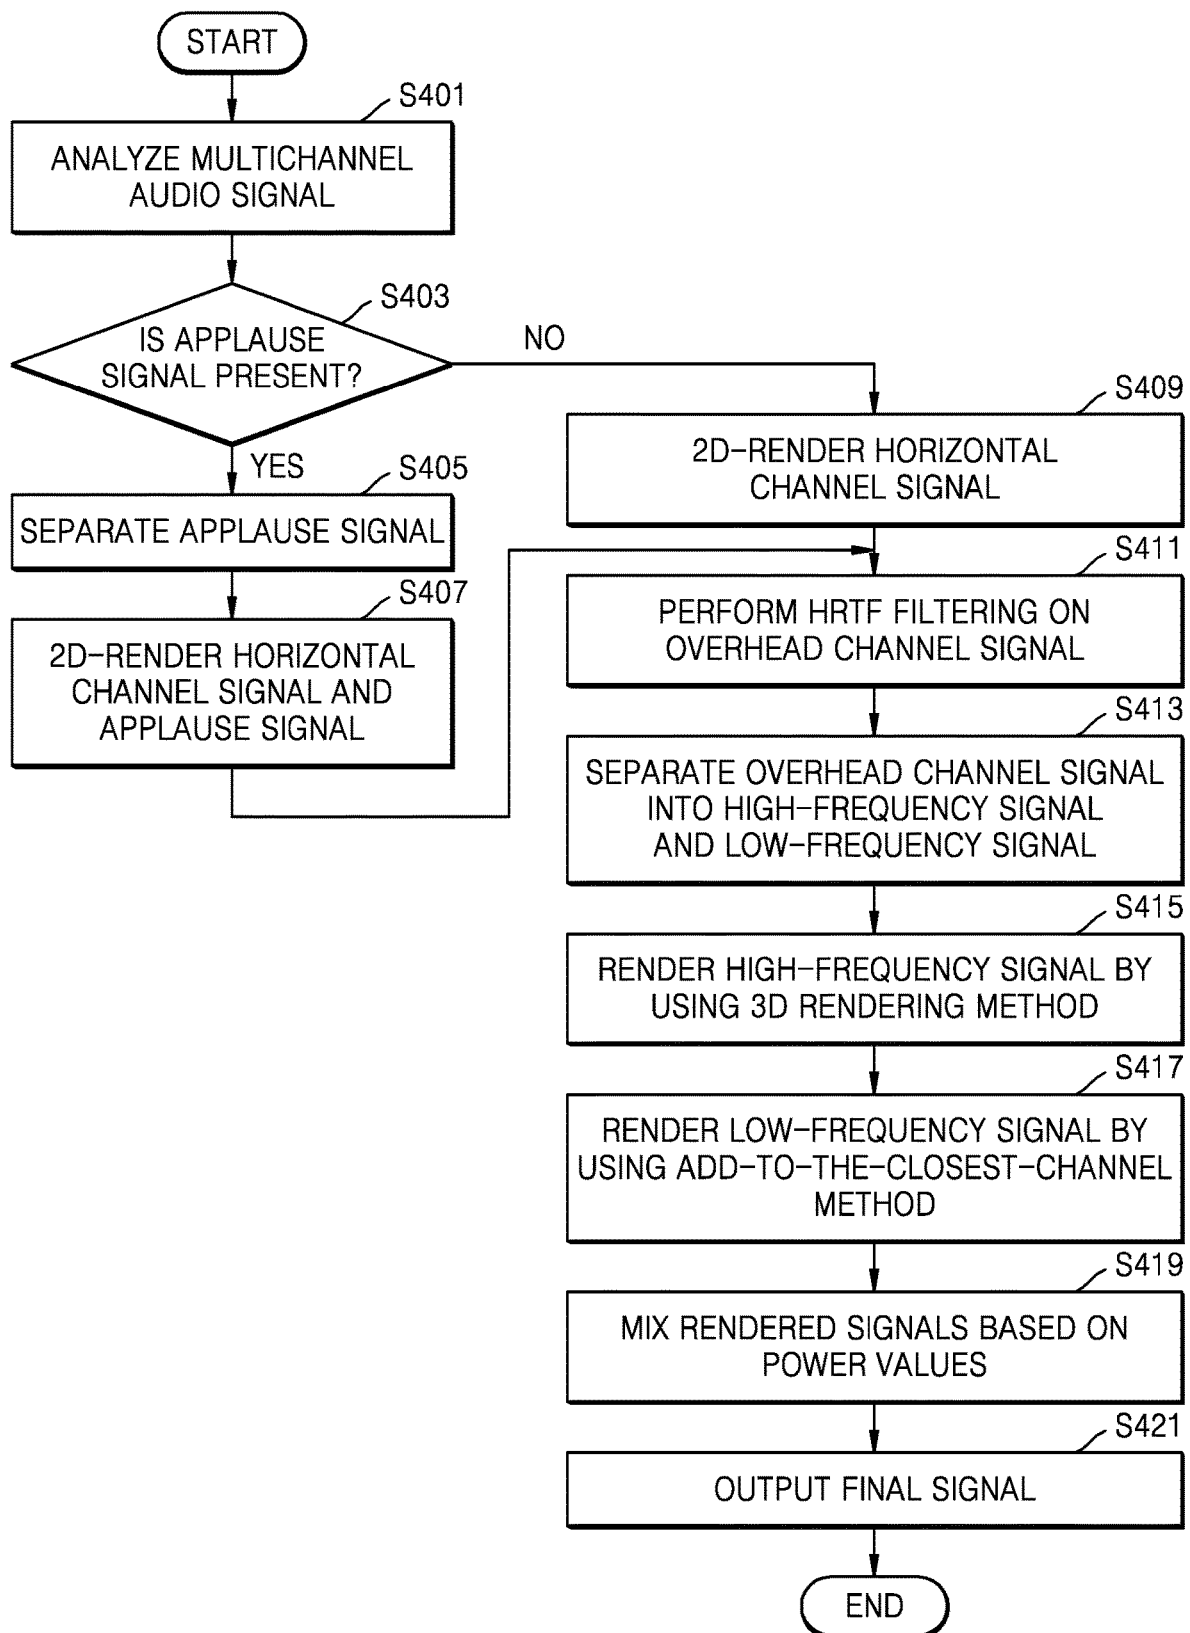 START
S401
ANALYZE MULTICHANNEL
AUDIO SIGNAL
S403
IS APPLAUSE
SIGNAL PRESENT?
NO
YES
S405
SEPARATE APPLAUSE SIGNAL
S407
2D-RENDER HORIZONTAL
CHANNEL SIGNAL AND
APPLAUSE SIGNAL
S409
2D-RENDER HORIZONTAL
CHANNEL SIGNAL
S411
PERFORM HRTF FILTERING ON
OVERHEAD CHANNEL SIGNAL
S413
SEPARATE OVERHEAD CHANNEL SIGNAL
INTO HIGH-FREQUENCY SIGNAL
AND LOW-FREQUENCY SIGNAL
S415
RENDER HIGH-FREQUENCY SIGNAL BY
USING 3D RENDERING METHOD
S417
RENDER LOW-FREQUENCY SIGNAL BY
USING ADD-TO-THE-CLOSEST-CHANNEL
METHOD
S419
MIX RENDERED SIGNALS BASED ON
POWER VALUES
S421
OUTPUT FINAL SIGNAL
END